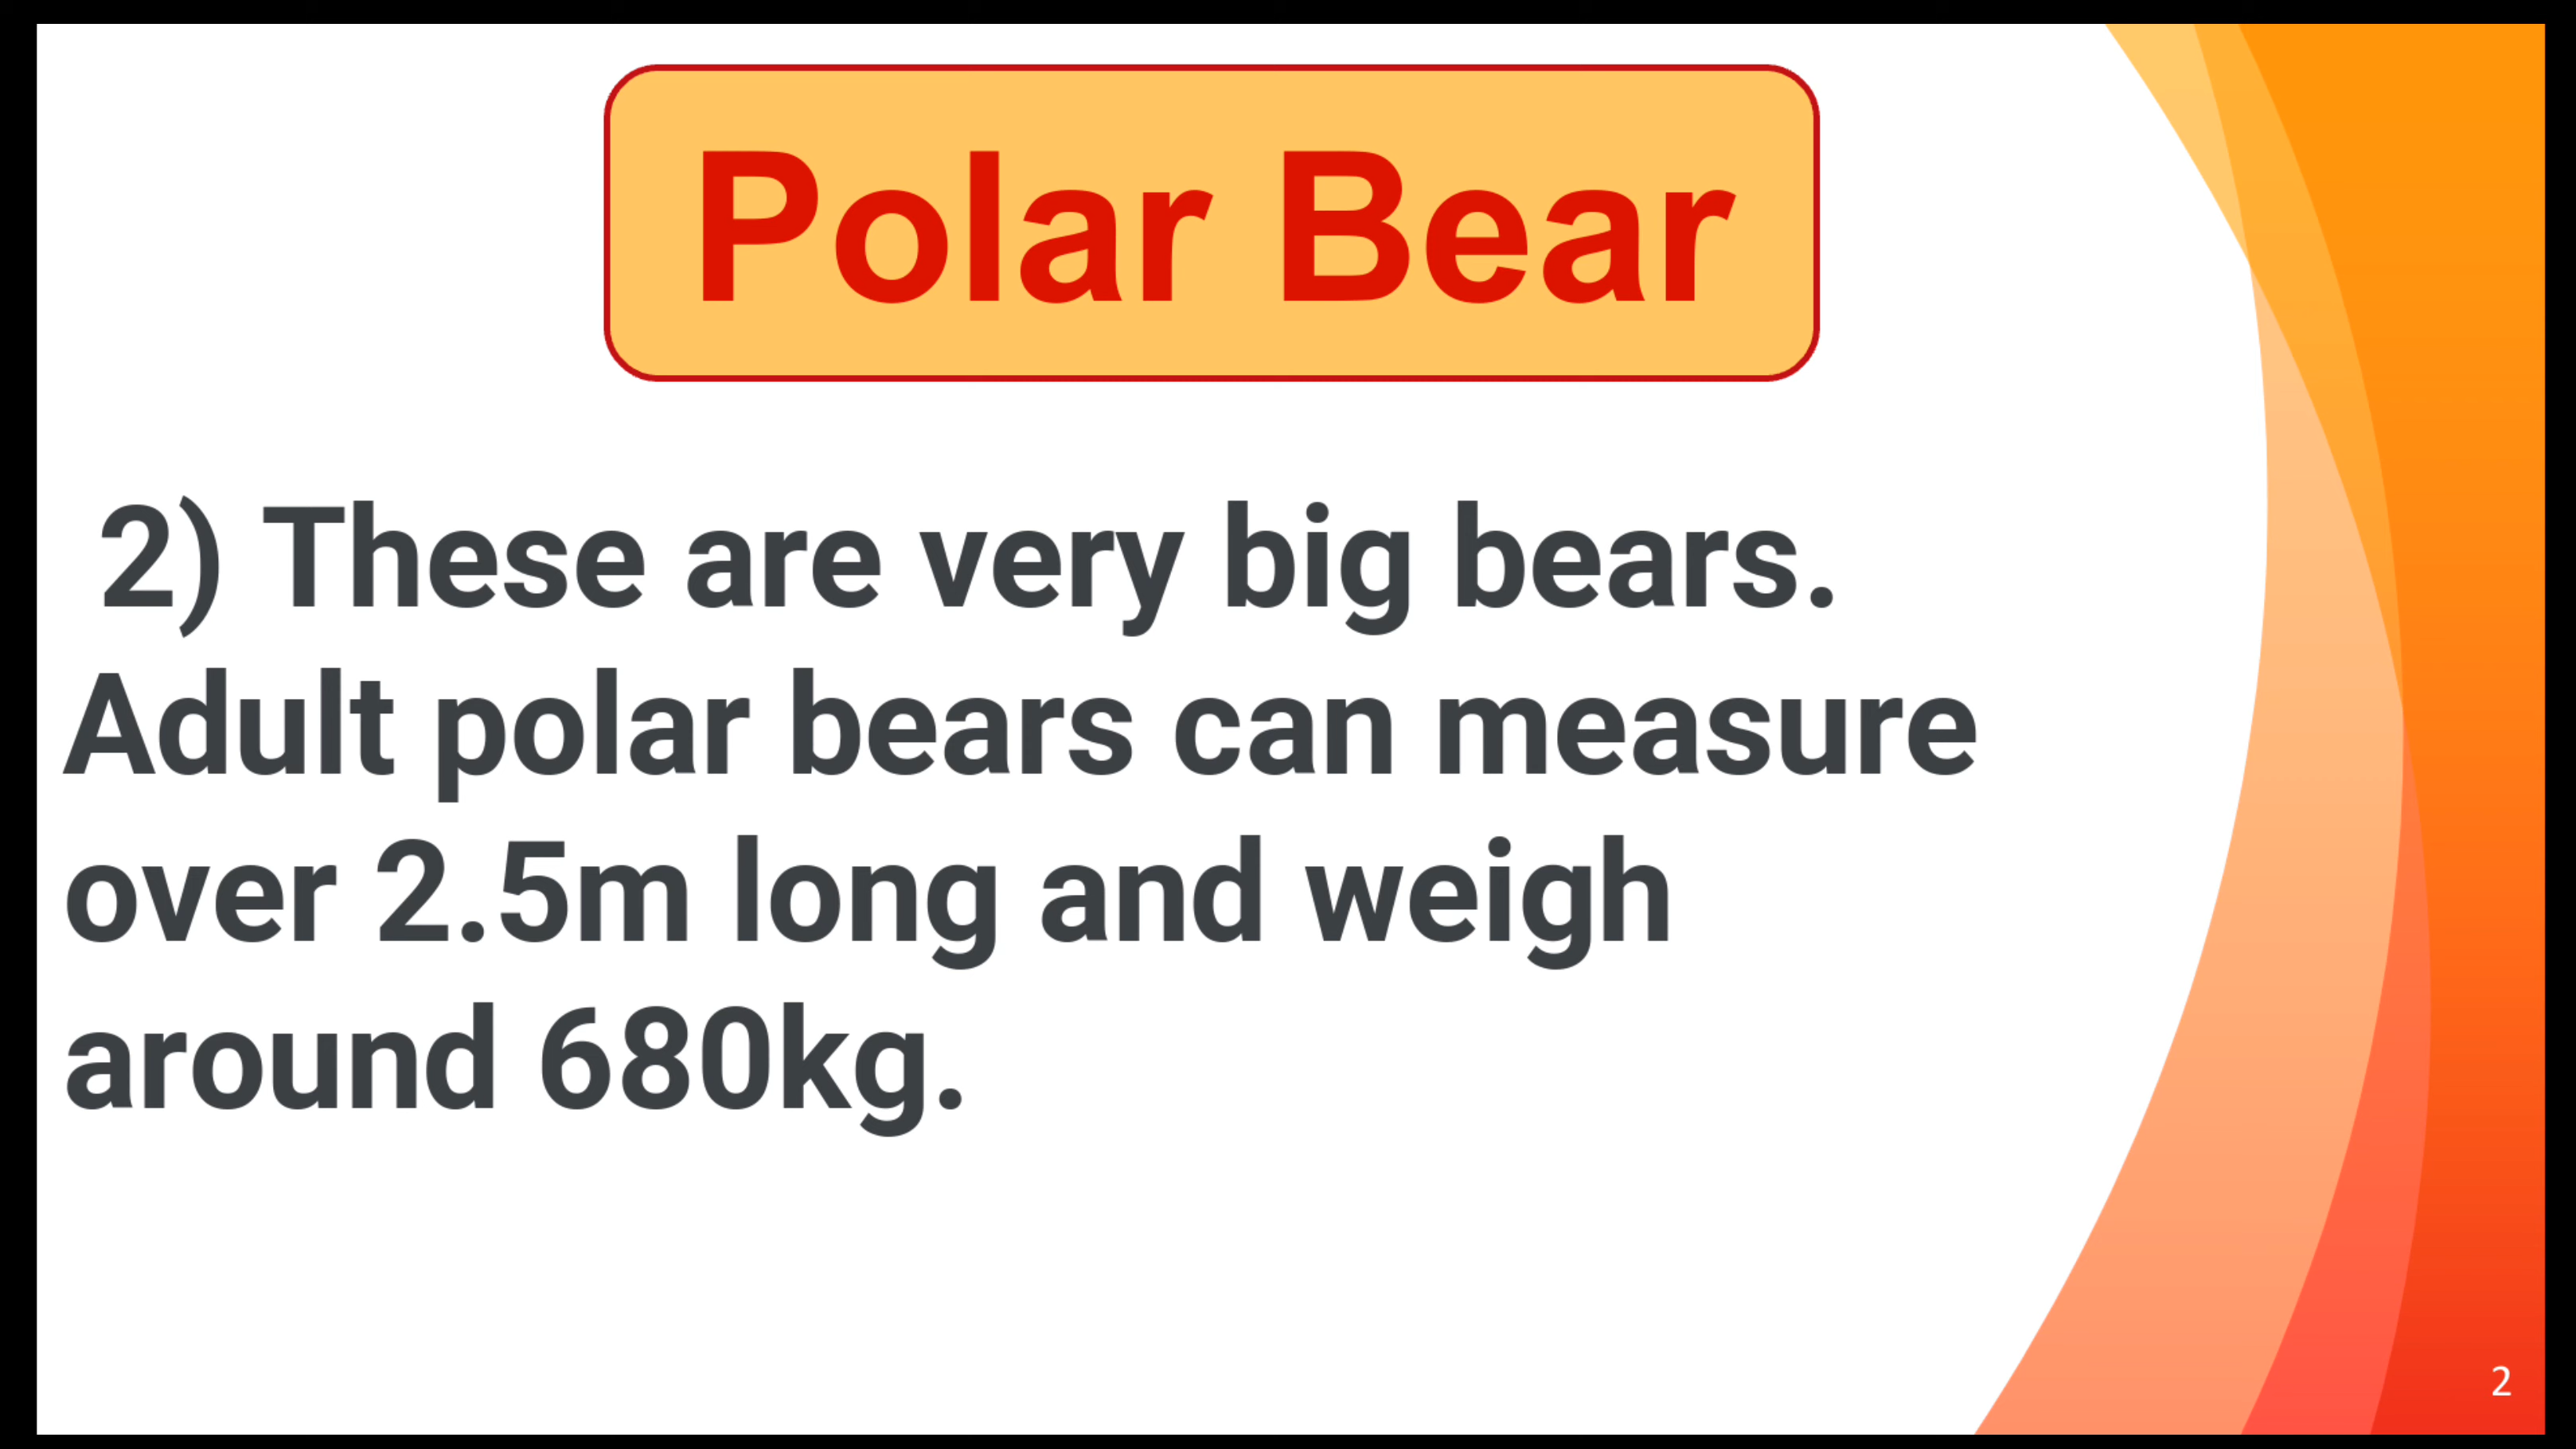 Polar Bear
2) These are very big bears.
Adult polar bears can measure
over 2.5m long and weigh
around 680kg.
2